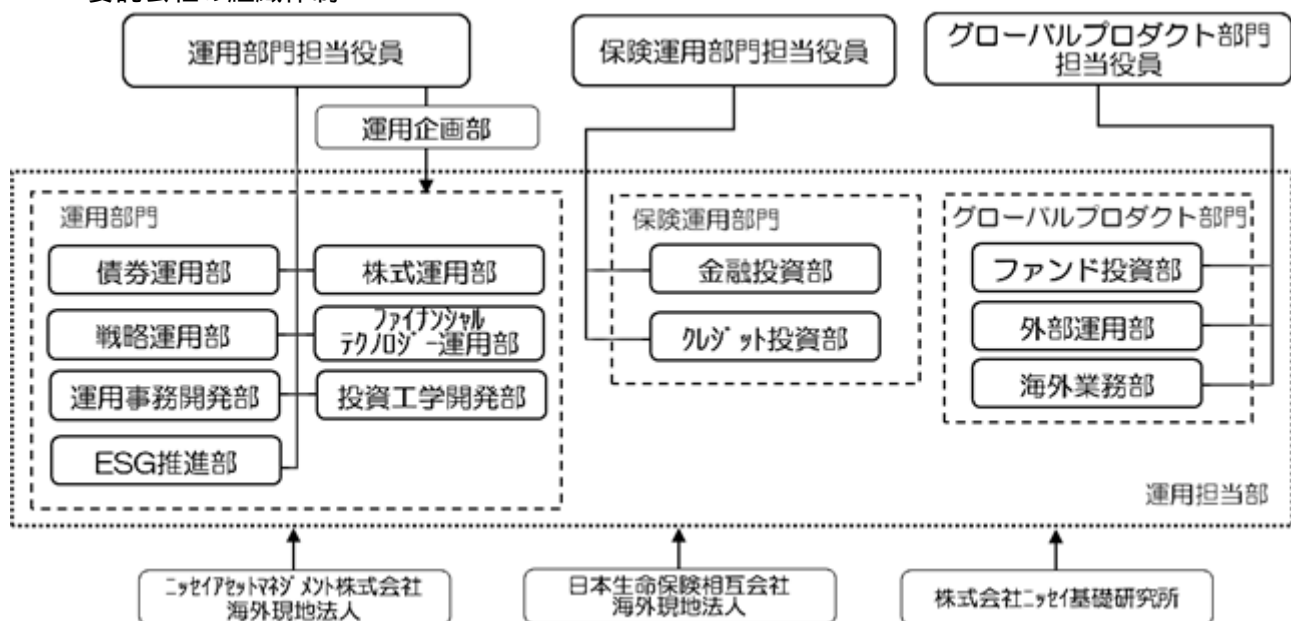 運用部門担当役員
保険運用部門担当役員
グローバルプロダクト部門
担当役員
運用企画部
運用部門
保険運用部門
グローバルプロダクト部門
債券運用部
株式運用部
金融投資部
ファンド投資部
戦略運用部
ファイナンシャル
テクノロジー運用部
クレジット投資部
外部運用部
運用事務開発部
投資工学開発部
海外業務部
ESG推進部
運用担当部
ニッセイアセットマネジメント株式会社
海外現地法人
日本生命保険相互会社
海外現地法人
株式会社ニッセイ基礎研究所